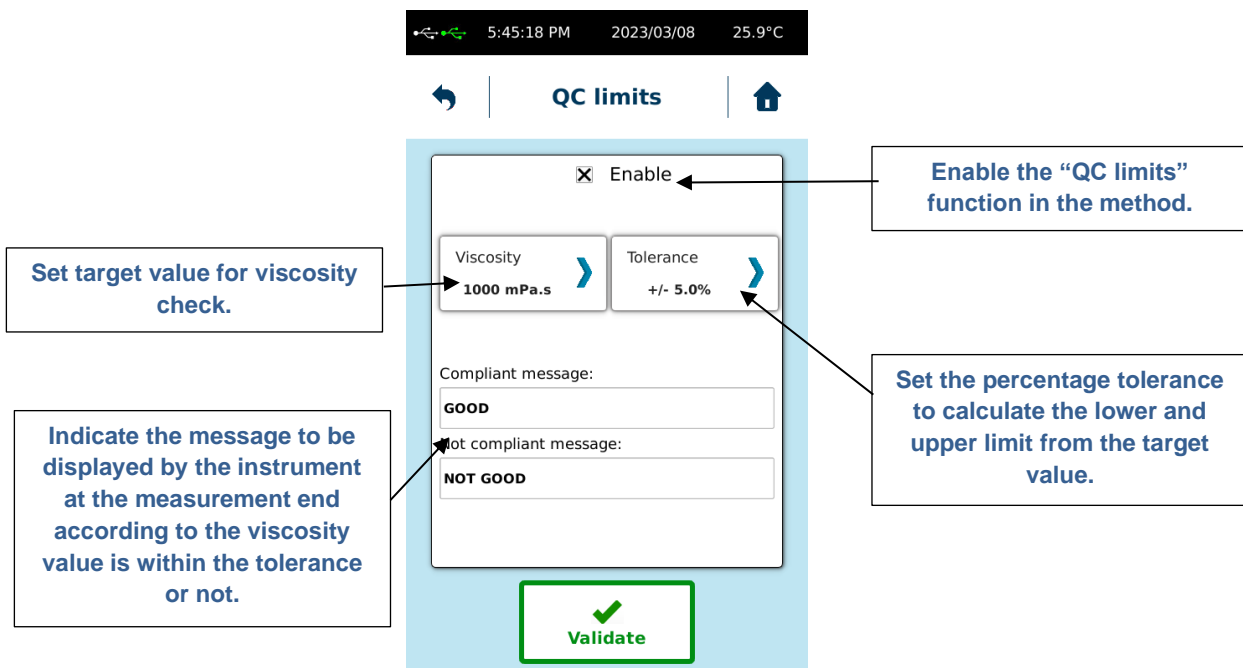 5:45:18 PM 2023/03/08 25.9°C
QC limits
Enable
Enable the “QC limits”
function in the method.
Set target value for viscosity
check.
Viscosity
1000 mPa.s
Tolerance
+/- 5.0%
Set the percentage tolerance
to calculate the lower and
upper limit from the target
value.
Compliant message:
GOOD
Not compliant message:
NOT GOOD
Indicate the message to be
displayed by the instrument
at the measurement end
according to the viscosity
value is within the tolerance
or not.
Validate